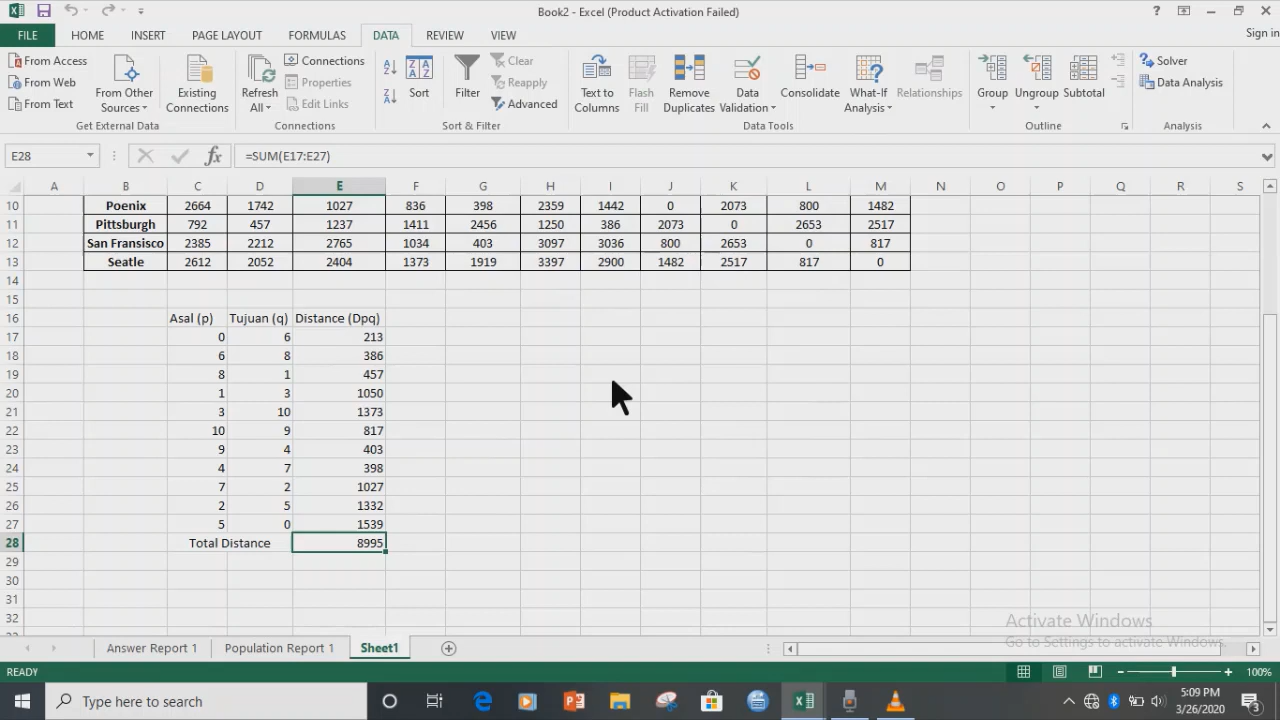 Book2 - Excel (Product Activation Failed)
FILE HOME INSERT PAGE LAYOUT FORMULAS DATA REVIEW VIEW Sign in
From Access
From Web
From Text
From Other Sources
Existing Connections
Get External Data
Refresh All
Connections
Properties
Edit Links
Connections
Sort
Filter
Clear
Reapply
Advanced
Sort & Filter
Text to Columns
Flash Fill
Remove Duplicates
Data Validation
Consolidate
What-If Analysis
Relationships
Data Tools
Group
Ungroup
Subtotal
Outline
Solver
Data Analysis
Analysis
E28 fx =SUM(E17:E27)
A B C D E F G H I J K L M N O P Q R S
10 Poenix 2664 1742 1027 836 398 2359 1442 0 2073 800 1482
11 Pittsburgh 792 457 1237 1411 2456 1250 386 2073 0 2653 2517
12 San Fransisco 2385 2212 2765 1034 403 3097 3036 800 2653 0 817
13 Seatle 2612 2052 2404 1373 1919 3397 2900 1482 2517 817 0
14
15
16 Asal (p) Tujuan (q) Distance (Dpq)
17 0 6 213
18 6 8 386
19 8 1 457
20 1 3 1050
21 3 10 1373
22 10 9 817
23 9 4 403
24 4 7 398
25 7 2 1027
26 2 5 1332
27 5 0 1539
28 Total Distance 8995
29
30
31
32
Activate Windows
Go to Settings to activate Windows.
Answer Report 1 Population Report 1 Sheet1
READY 100%
Type here to search
5:09 PM
3/26/2020
3